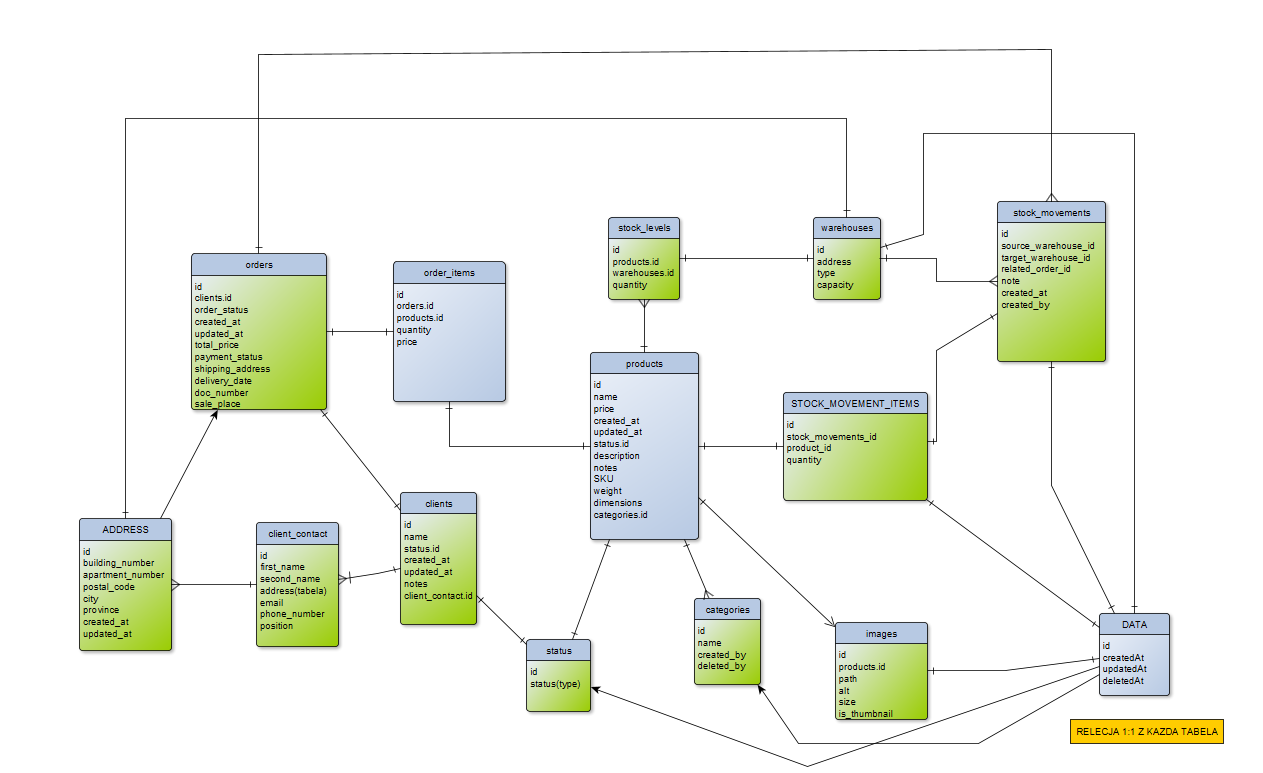 stock_movements
id
source_warehouse_id
target_warehouse_id
related_order_id
note
created_at
created_by
stock_levels
id
products.id
warehouses.id
quantity
warehouses
id
address
type
capacity
orders
id
clients.id
order_status
created_at
updated_at
total_price
payment_status
shipping_address
delivery_date
doc_number
sale_place
order_items
id
orders.id
products.id
quantity
price
products
id
name
price
created_at
updated_at
status.id
description
notes
SKU
weight
dimensions
categories.id
STOCK_MOVEMENT_ITEMS
id
stock_movements_id
product_id
quantity
ADDRESS
id
building_number
apartment_number
postal_code
city
province
created_at
updated_at
client_contact
id
first_name
second_name
address(tabela)
email
phone_number
position
clients
id
name
status.id
created_at
updated_at
notes
client_contact.id
status
id
status(type)
categories
id
name
created_by
deleted_by
images
id
products.id
path
alt
size
is_thumbnail
DATA
id
createdAt
updatedAt
deletedAt
RELECJA 1:1 Z KAZDA TABELA